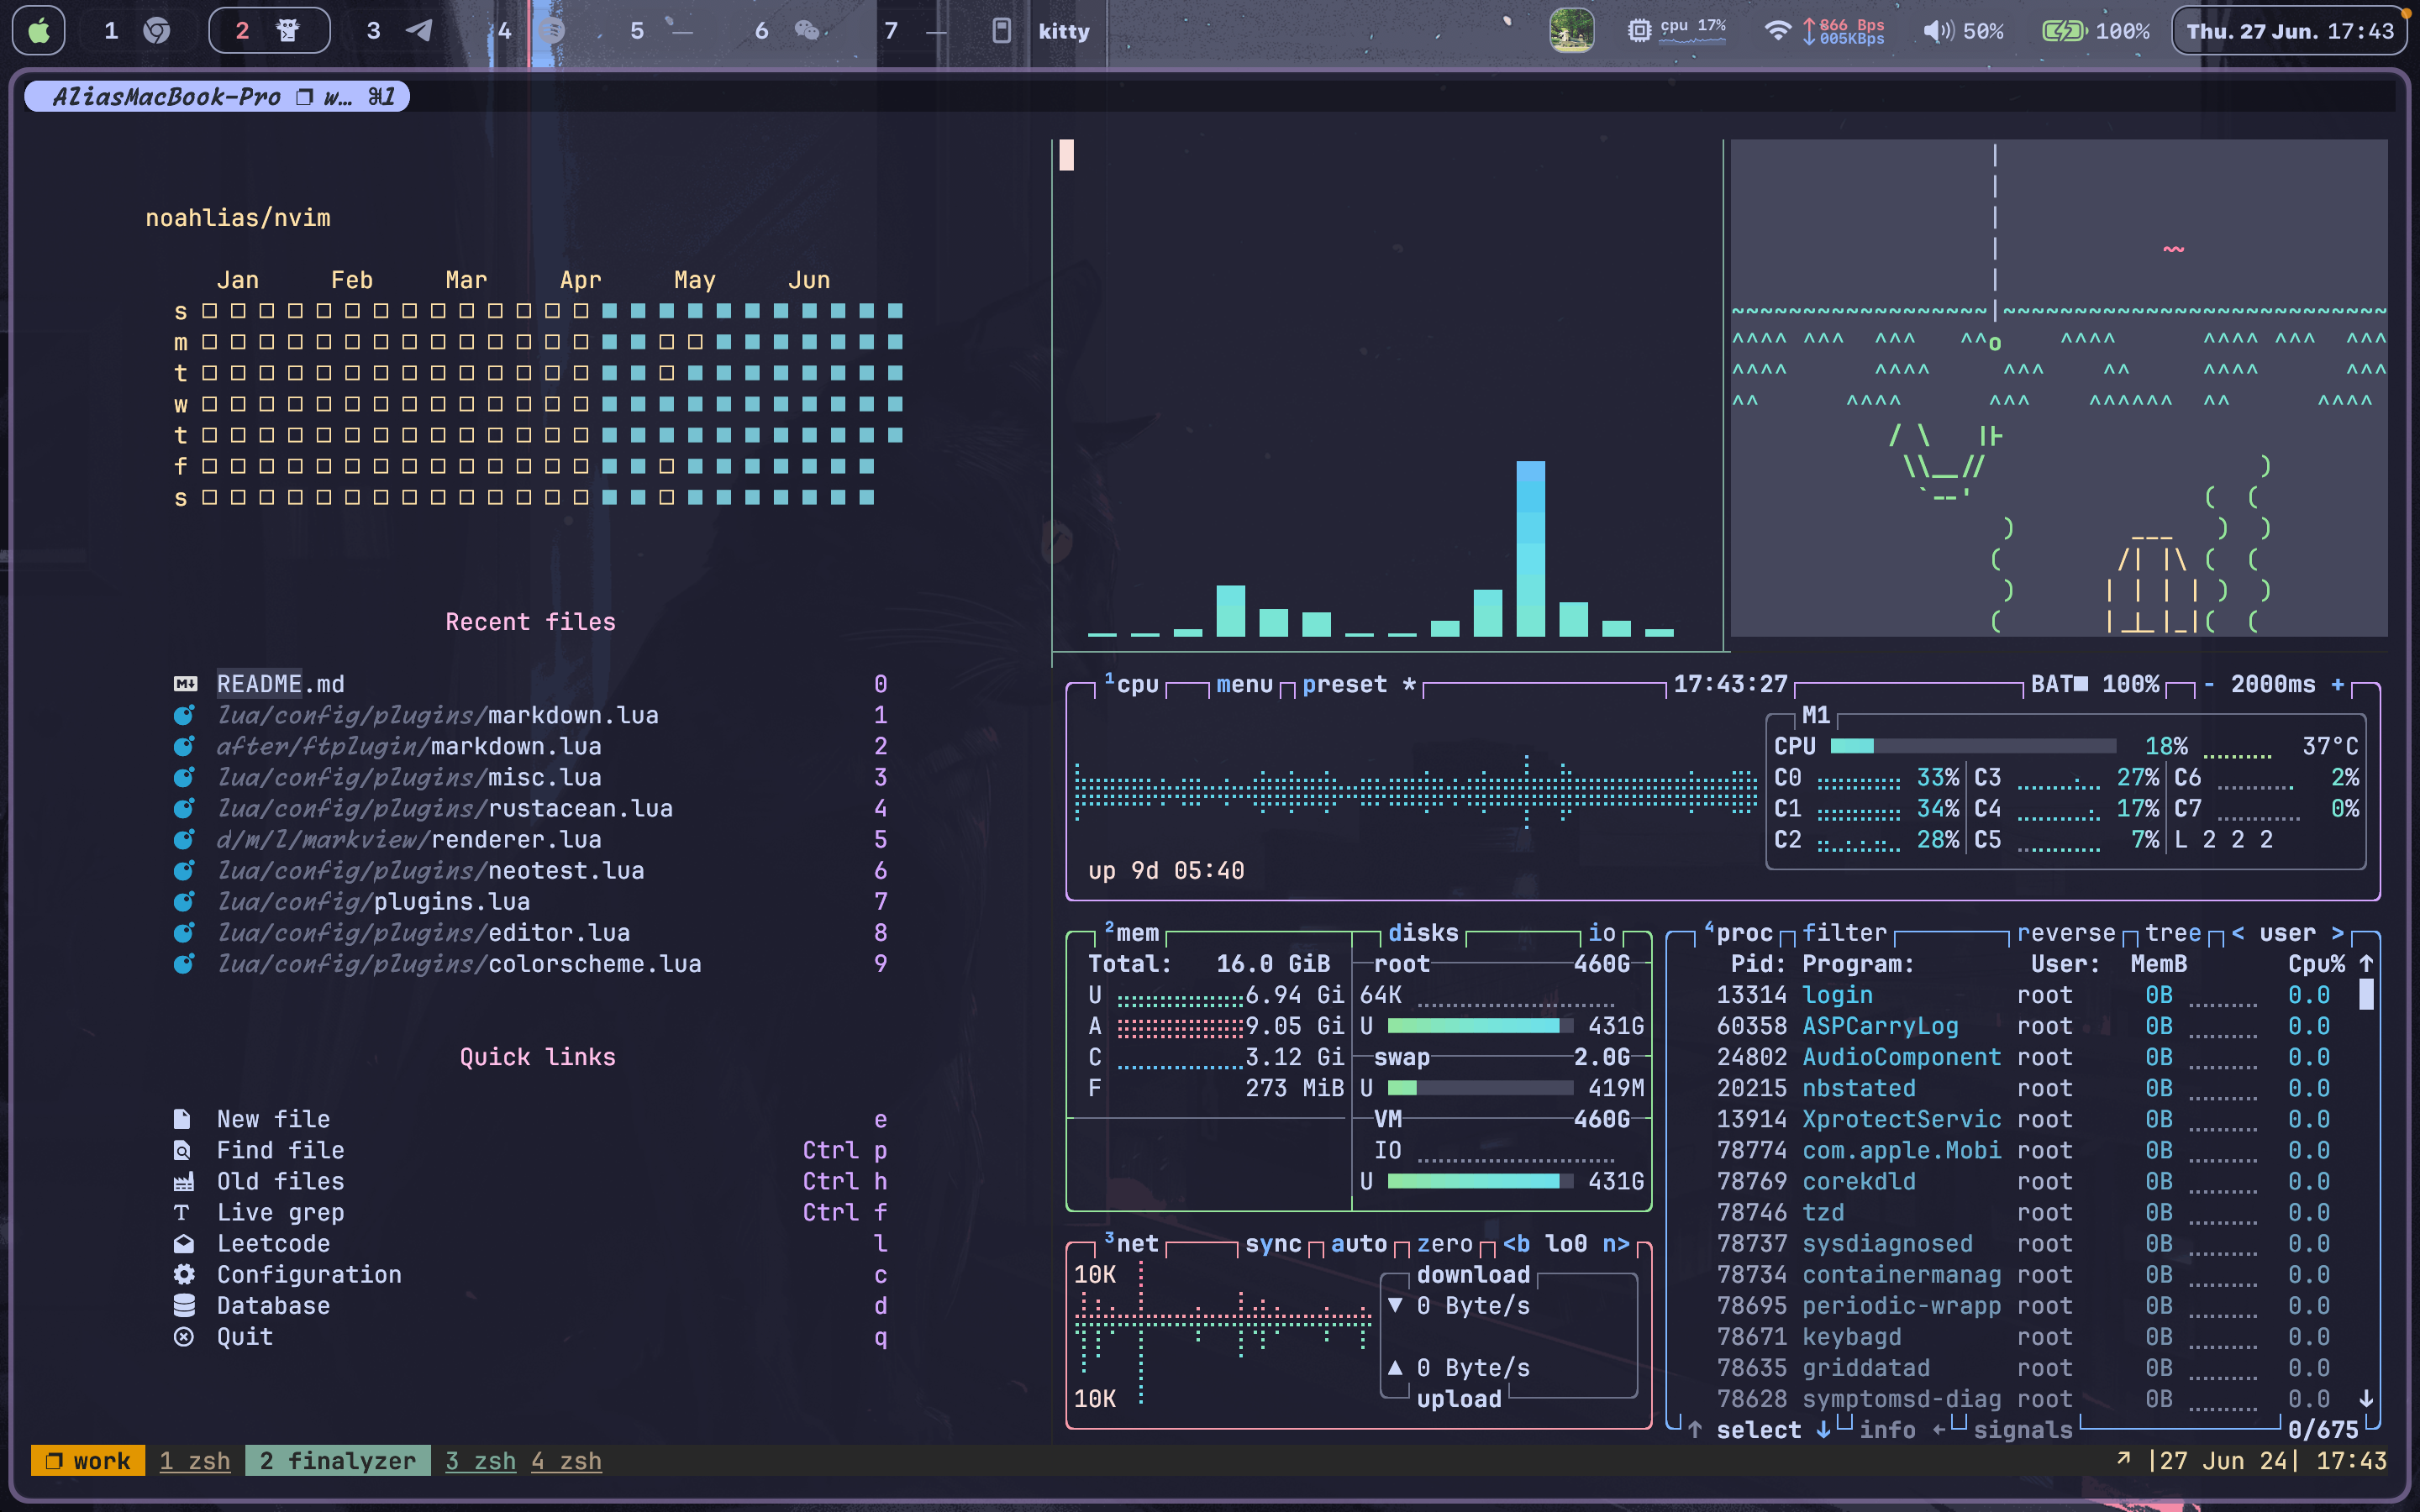 1 2 3 4 5 6 7 — kitty cpu 17% 866 Bps 005KBps 50% 100% Thu. 27 Jun. 17:43
AliasMacBook-Pro w… ⌘1
noahlias/nvim
Jan Feb Mar Apr May Jun
s
m
t
w
t
f
s
Recent files
README.md 0
lua/config/plugins/markdown.lua 1
after/ftplugin/markdown.lua 2
lua/config/plugins/misc.lua 3
lua/config/plugins/rustacean.lua 4
d/m/l/markview/renderer.lua 5
lua/config/plugins/neotest.lua 6
lua/config/plugins.lua 7
lua/config/plugins/editor.lua 8
lua/config/plugins/colorscheme.lua 9
Quick links
New file e
Find file Ctrl p
Old files Ctrl h
Live grep Ctrl f
Leetcode l
Configuration c
Database d
Quit q
1cpu menu preset * 17:43:27 BAT■ 100% - 2000ms +
M1
CPU 18% 37°C
C0 33% C3 27% C6 2%
C1 34% C4 17% C7 0%
C2 28% C5 7% L 2 2 2
up 9d 05:40
2mem disks io
Total: 16.0 GiB root 460G
U 6.94 Gi 64K
A 9.05 Gi U 431G
C 3.12 Gi swap 2.0G
F 273 MiB U 419M
VM 460G
IO
U 431G
3net sync auto zero <b lo0 n>
10K download
▼ 0 Byte/s
▲ 0 Byte/s
10K upload
4proc filter reverse tree < user >
Pid: Program: User: MemB Cpu% ↑
13314 login root 0B 0.0
60358 ASPCarryLog root 0B 0.0
24802 AudioComponent root 0B 0.0
20215 nbstated root 0B 0.0
13914 XprotectServic root 0B 0.0
78774 com.apple.Mobi root 0B 0.0
78769 corekdld root 0B 0.0
78746 tzd root 0B 0.0
78737 sysdiagnosed root 0B 0.0
78734 containermanag root 0B 0.0
78695 periodic-wrapp root 0B 0.0
78671 keybagd root 0B 0.0
78635 griddatad root 0B 0.0
78628 symptomsd-diag root 0B 0.0 ↓
↑ select ↓ info ← signals 0/675
work 1 zsh 2 finalyzer 3 zsh 4 zsh ↗ |27 Jun 24| 17:43